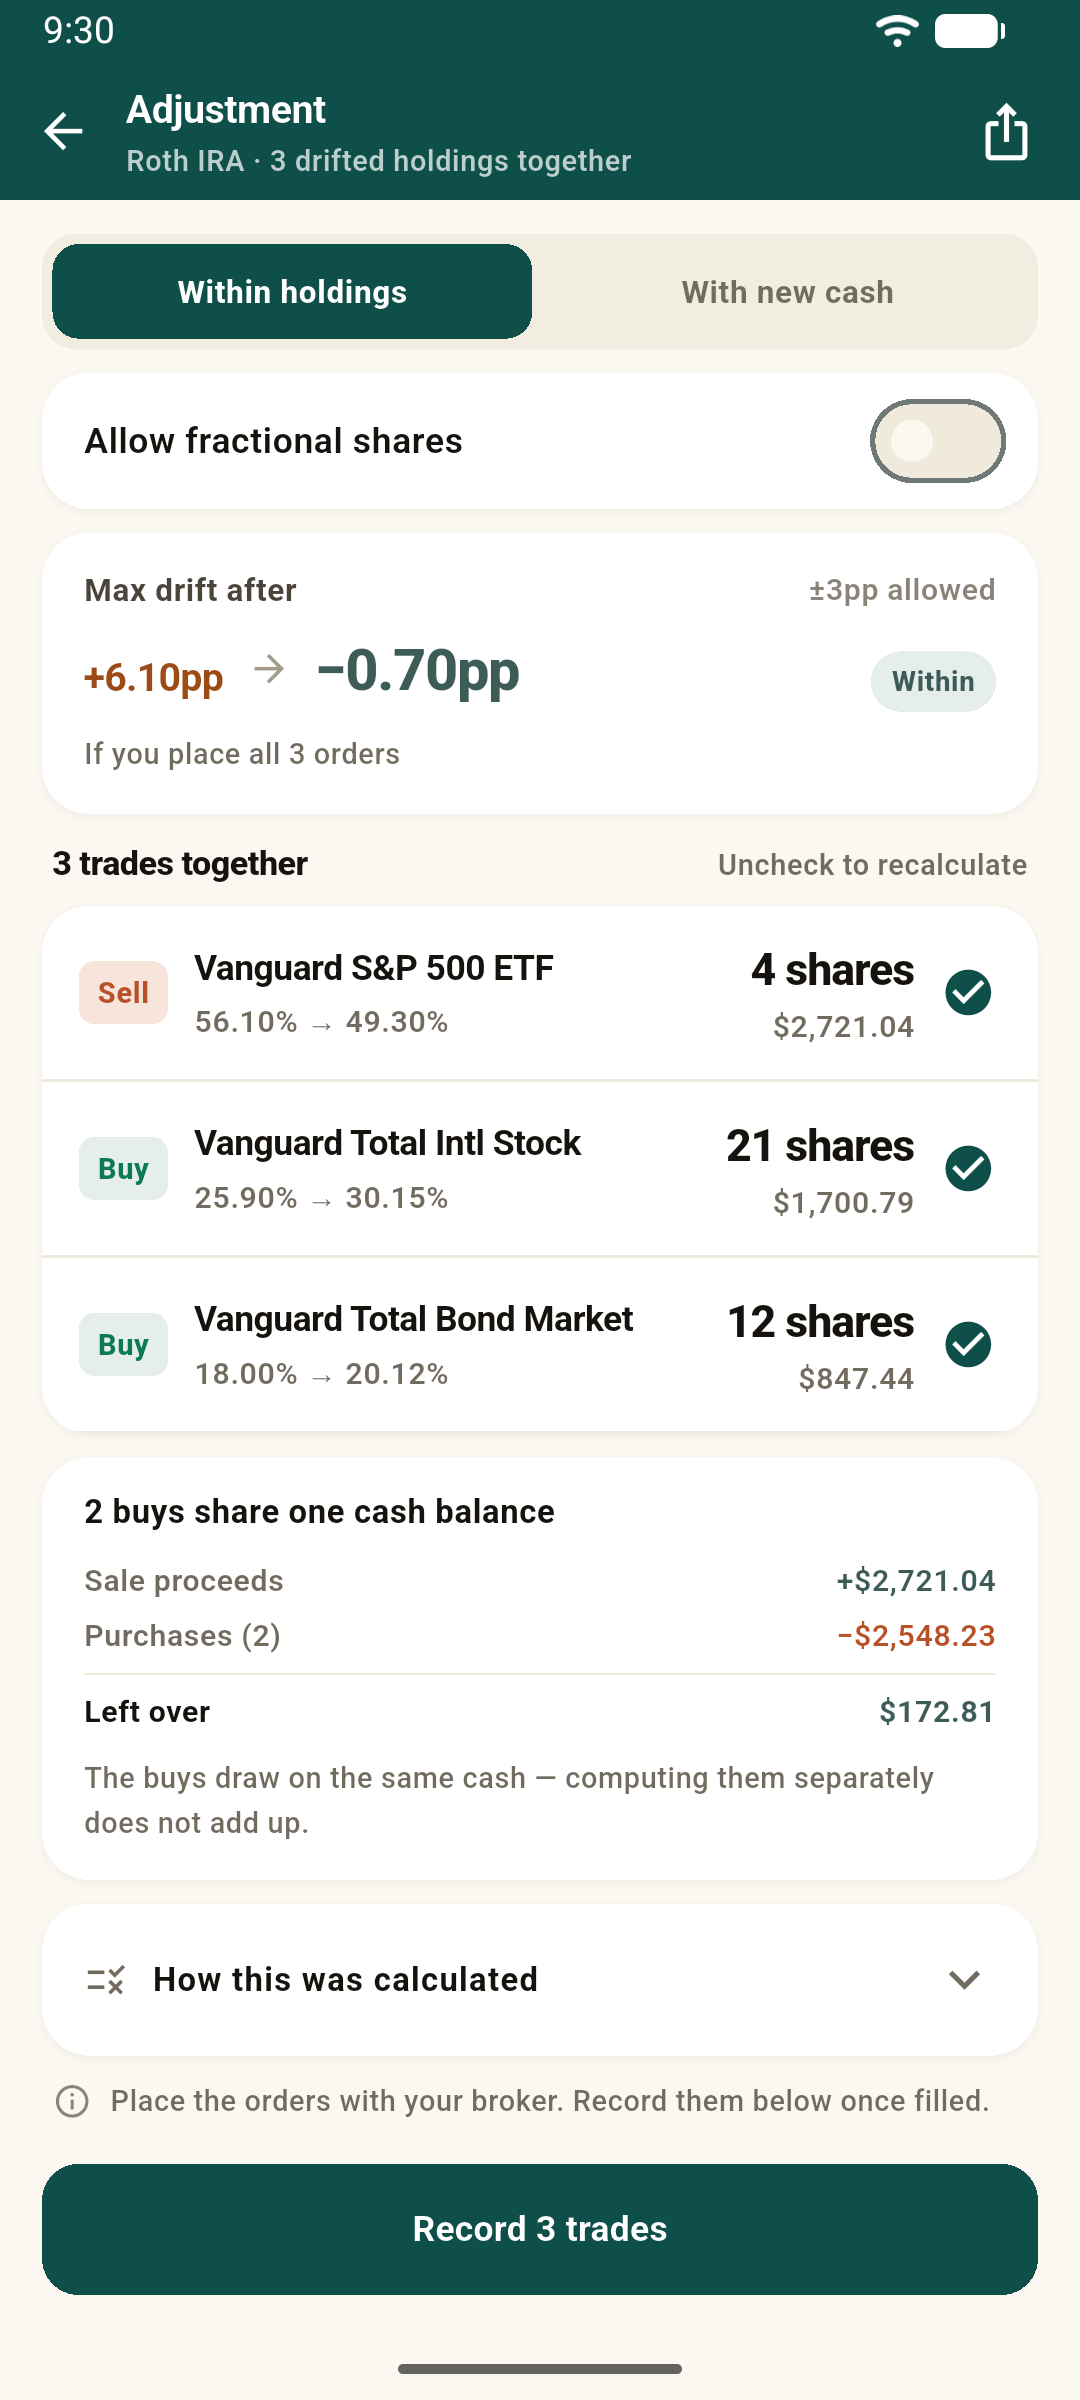 9:30
Adjustment
Roth IRA · 3 drifted holdings together
Within holdings
With new cash
Allow fractional shares
Max drift after
±3pp allowed
+6.10pp → −0.70pp
Within
If you place all 3 orders
3 trades together
Uncheck to recalculate
Sell
Vanguard S&P 500 ETF
56.10% → 49.30%
4 shares
$2,721.04
Buy
Vanguard Total Intl Stock
25.90% → 30.15%
21 shares
$1,700.79
Buy
Vanguard Total Bond Market
18.00% → 20.12%
12 shares
$847.44
2 buys share one cash balance
Sale proceeds
+$2,721.04
Purchases (2)
−$2,548.23
Left over
$172.81
The buys draw on the same cash — computing them separately
does not add up.
How this was calculated
Place the orders with your broker. Record them below once filled.
Record 3 trades